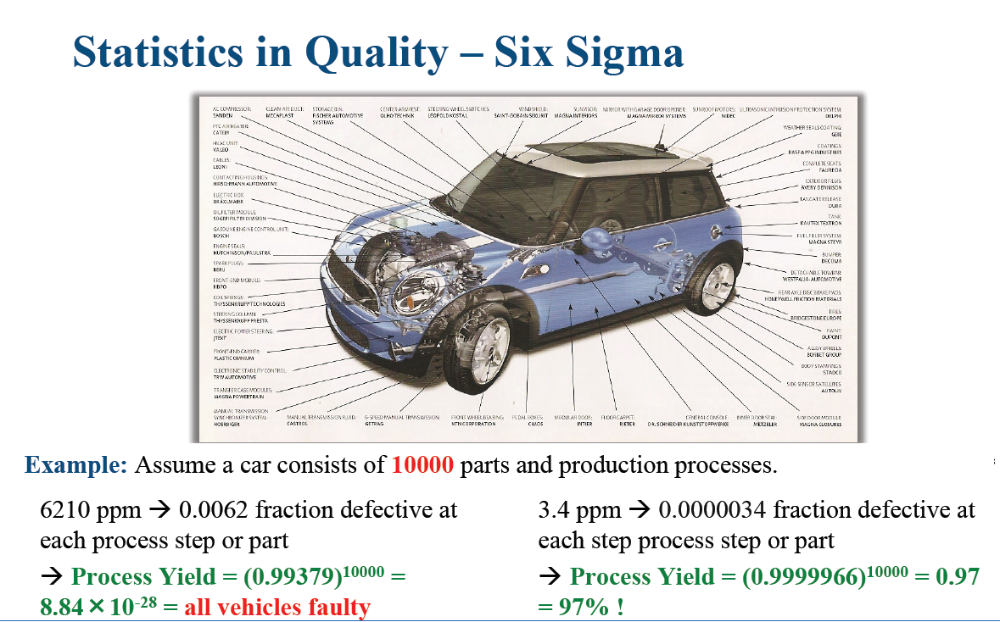 Statistics in Quality – Six Sigma
AC COMPRESSOR:
SANDEN
CLEAN-AIR DUCT:
MECAPLAST
STORAGE BIN:
FISCHER AUTOMOTIVE
SYSTEMS
CENTER ARMREST:
OLHO TECHNIK
STEERING WHEEL SWITCHES:
LEOPOLD KOSTAL
WINDSHIELD:
SAINT-GOBAIN SEKURIT
SUNVISOR:
MAGNA INTERIORS
MIRROR WITH GARAGE DOOR OPENER:
MAGNA MIRROR SYSTEMS
SUNROOF MOTORS:
NIDEC
ULTRASONIC INTRUSION PROTECTION SYSTEM:
DELPHI
PTC AIR HEATER:
CATEM
HVAC UNIT:
VALEO
CABLES:
LEONI
CONTACTING HOUSINGS:
HIRSCHMANN AUTOMOTIVE
ELECTRIC BOX:
DRÄXLMAIER
OIL FILTER MODULE:
SOGEFI FILTER DIVISION
GASOLINE ENGINE CONTROL UNIT:
BOSCH
ENGINE SEALS:
HUTCHINSON/PAULSTRA
SPARK PLUGS:
BERU
FRONT-END MODULE:
HBPO
COIL SPRINGS:
THYSSENKRUPP TECHNOLOGIES
STEERING COLUMN:
THYSSENKRUPP PRESTA
ELECTRIC POWER STEERING:
JTEKT
FRONT-END CARRIER:
PLASTIC OMNIUM
ELECTRONIC STABILITY CONTROL:
TRW AUTOMOTIVE
TRANSFER CASE MODULES:
MAGNA POWERTRAIN
MANUAL TRANSMISSION
SYNCHRONIZER SYSTEM:
HOERBIGER
WEATHER SEALS COATING:
COATINGS:
BASF & PPG INDUSTRIES
COMPLETE SEATS:
FAURECIA
EXTERIOR FILMS:
AVERY DENNISON
TAILGATE RELEASE:
DURA
TANK:
KAUTEX TEXTRON
FUEL FILLER SYSTEM:
MAGNA STEYR
BUMPER:
DECOMA
DETACHABLE TOWBAR:
WESTFALIA-AUTOMOTIVE
REAR AXLE DISC BRAKE PADS:
HONEYWELL FRICTION MATERIALS
TIRES:
BRIDGESTONE EUROPE
PAINT:
DUPONT
ALLOY WHEELS:
BORBET GROUP
BODY STAMPINGS:
STADCO
SIDE SENSOR SATELLITES:
AUTOLIV
MANUAL TRANSMISSION FLUID:
CASTROL
6-SPEED MANUAL TRANSMISSION:
GETRAG
FRONT WHEEL BEARING:
NTN CORPORATION
PEDAL BOXES:
MODULAR DOOR:
INTIER
FLOOR CARPET:
RIETER
CENTRAL CONSOLE:
DR. SCHNEIDER KUNSTSTOFFWERKE
INNER DOOR SEAL:
METZELER
SIDE DOOR MODULE:
MAGNA CLOSURES
Example: Assume a car consists of 10000 parts and production processes.
6210 ppm → 0.0062 fraction defective at
each process step or part
→ Process Yield = (0.99379)^10000 =
8.84 × 10^-28 = all vehicles faulty
3.4 ppm → 0.0000034 fraction defective at
each step process step or part
→ Process Yield = (0.9999966)^10000 = 0.97
= 97% !